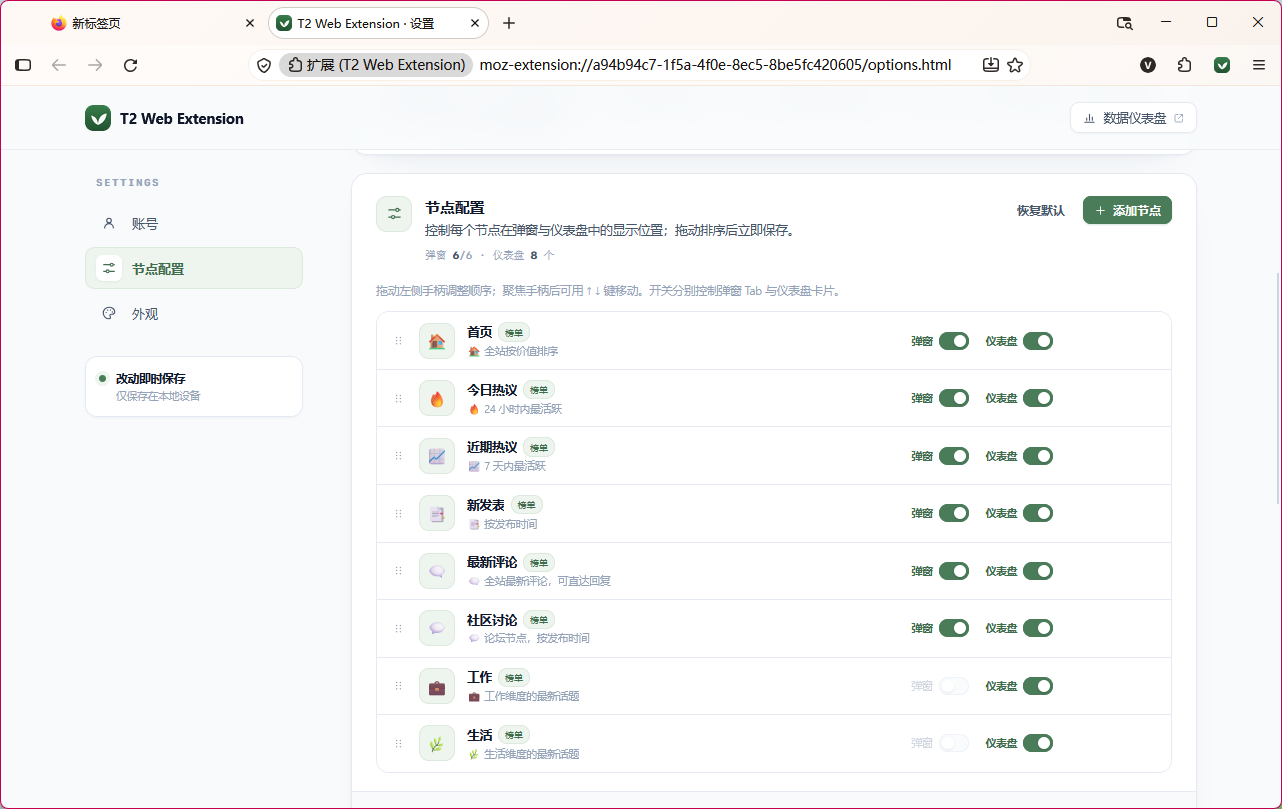 新标签页
T2 Web Extension · 设置
扩展 (T2 Web Extension)
moz-extension://a94b94c7-1f5a-4f0e-8ec5-8be5fc420605/options.html
V
T2 Web Extension
数据仪表盘
SETTINGS
账号
节点配置
外观
改动即时保存
仅保存在本地设备
节点配置
控制每个节点在弹窗与仪表盘中的显示位置；拖动排序后立即保存。
弹窗 6/6 · 仪表盘 8 个
恢复默认
+ 添加节点
拖动左侧手柄调整顺序；聚焦手柄后可用 ↑ ↓ 键移动。开关分别控制弹窗 Tab 与仪表盘卡片。
首页 榜单
🏠 全站按价值排序
弹窗 仪表盘
今日热议 榜单
🔥 24 小时内最活跃
弹窗 仪表盘
近期热议 榜单
📈 7 天内最活跃
弹窗 仪表盘
新发表 榜单
📑 按发布时间
弹窗 仪表盘
最新评论 榜单
🗨️ 全站最新评论，可直达回复
弹窗 仪表盘
社区讨论 榜单
💬 论坛节点，按发布时间
弹窗 仪表盘
工作 榜单
💼 工作维度的最新话题
弹窗 仪表盘
生活 榜单
🌿 生活维度的最新话题
弹窗 仪表盘